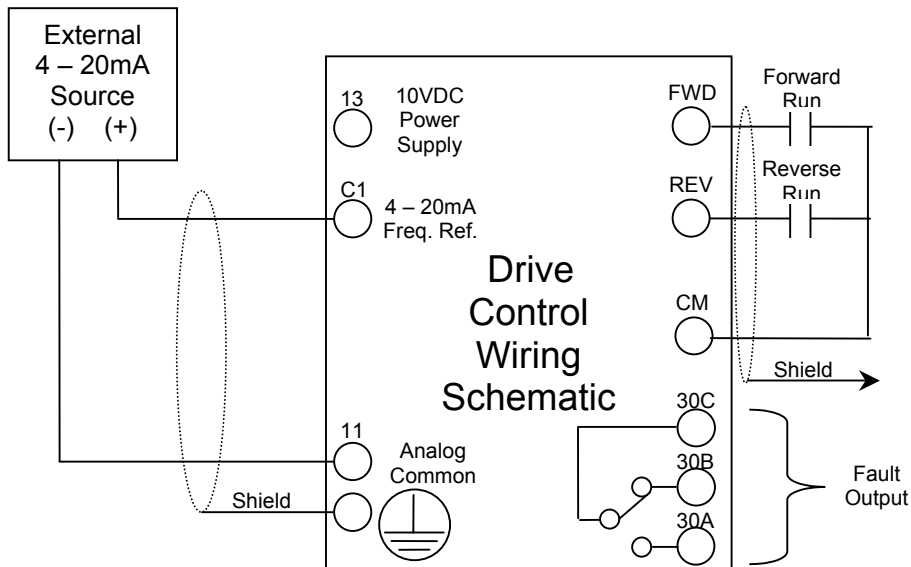 External
4 – 20mA
Source
(-) (+)
13
10VDC
Power
Supply
C1
4 – 20mA
Freq. Ref.
11
Analog
Common
Shield
Drive
Control
Wiring
Schematic
FWD
Forward
Run
REV
Reverse
Run
CM
Shield
30C
30B
30A
Fault
Output